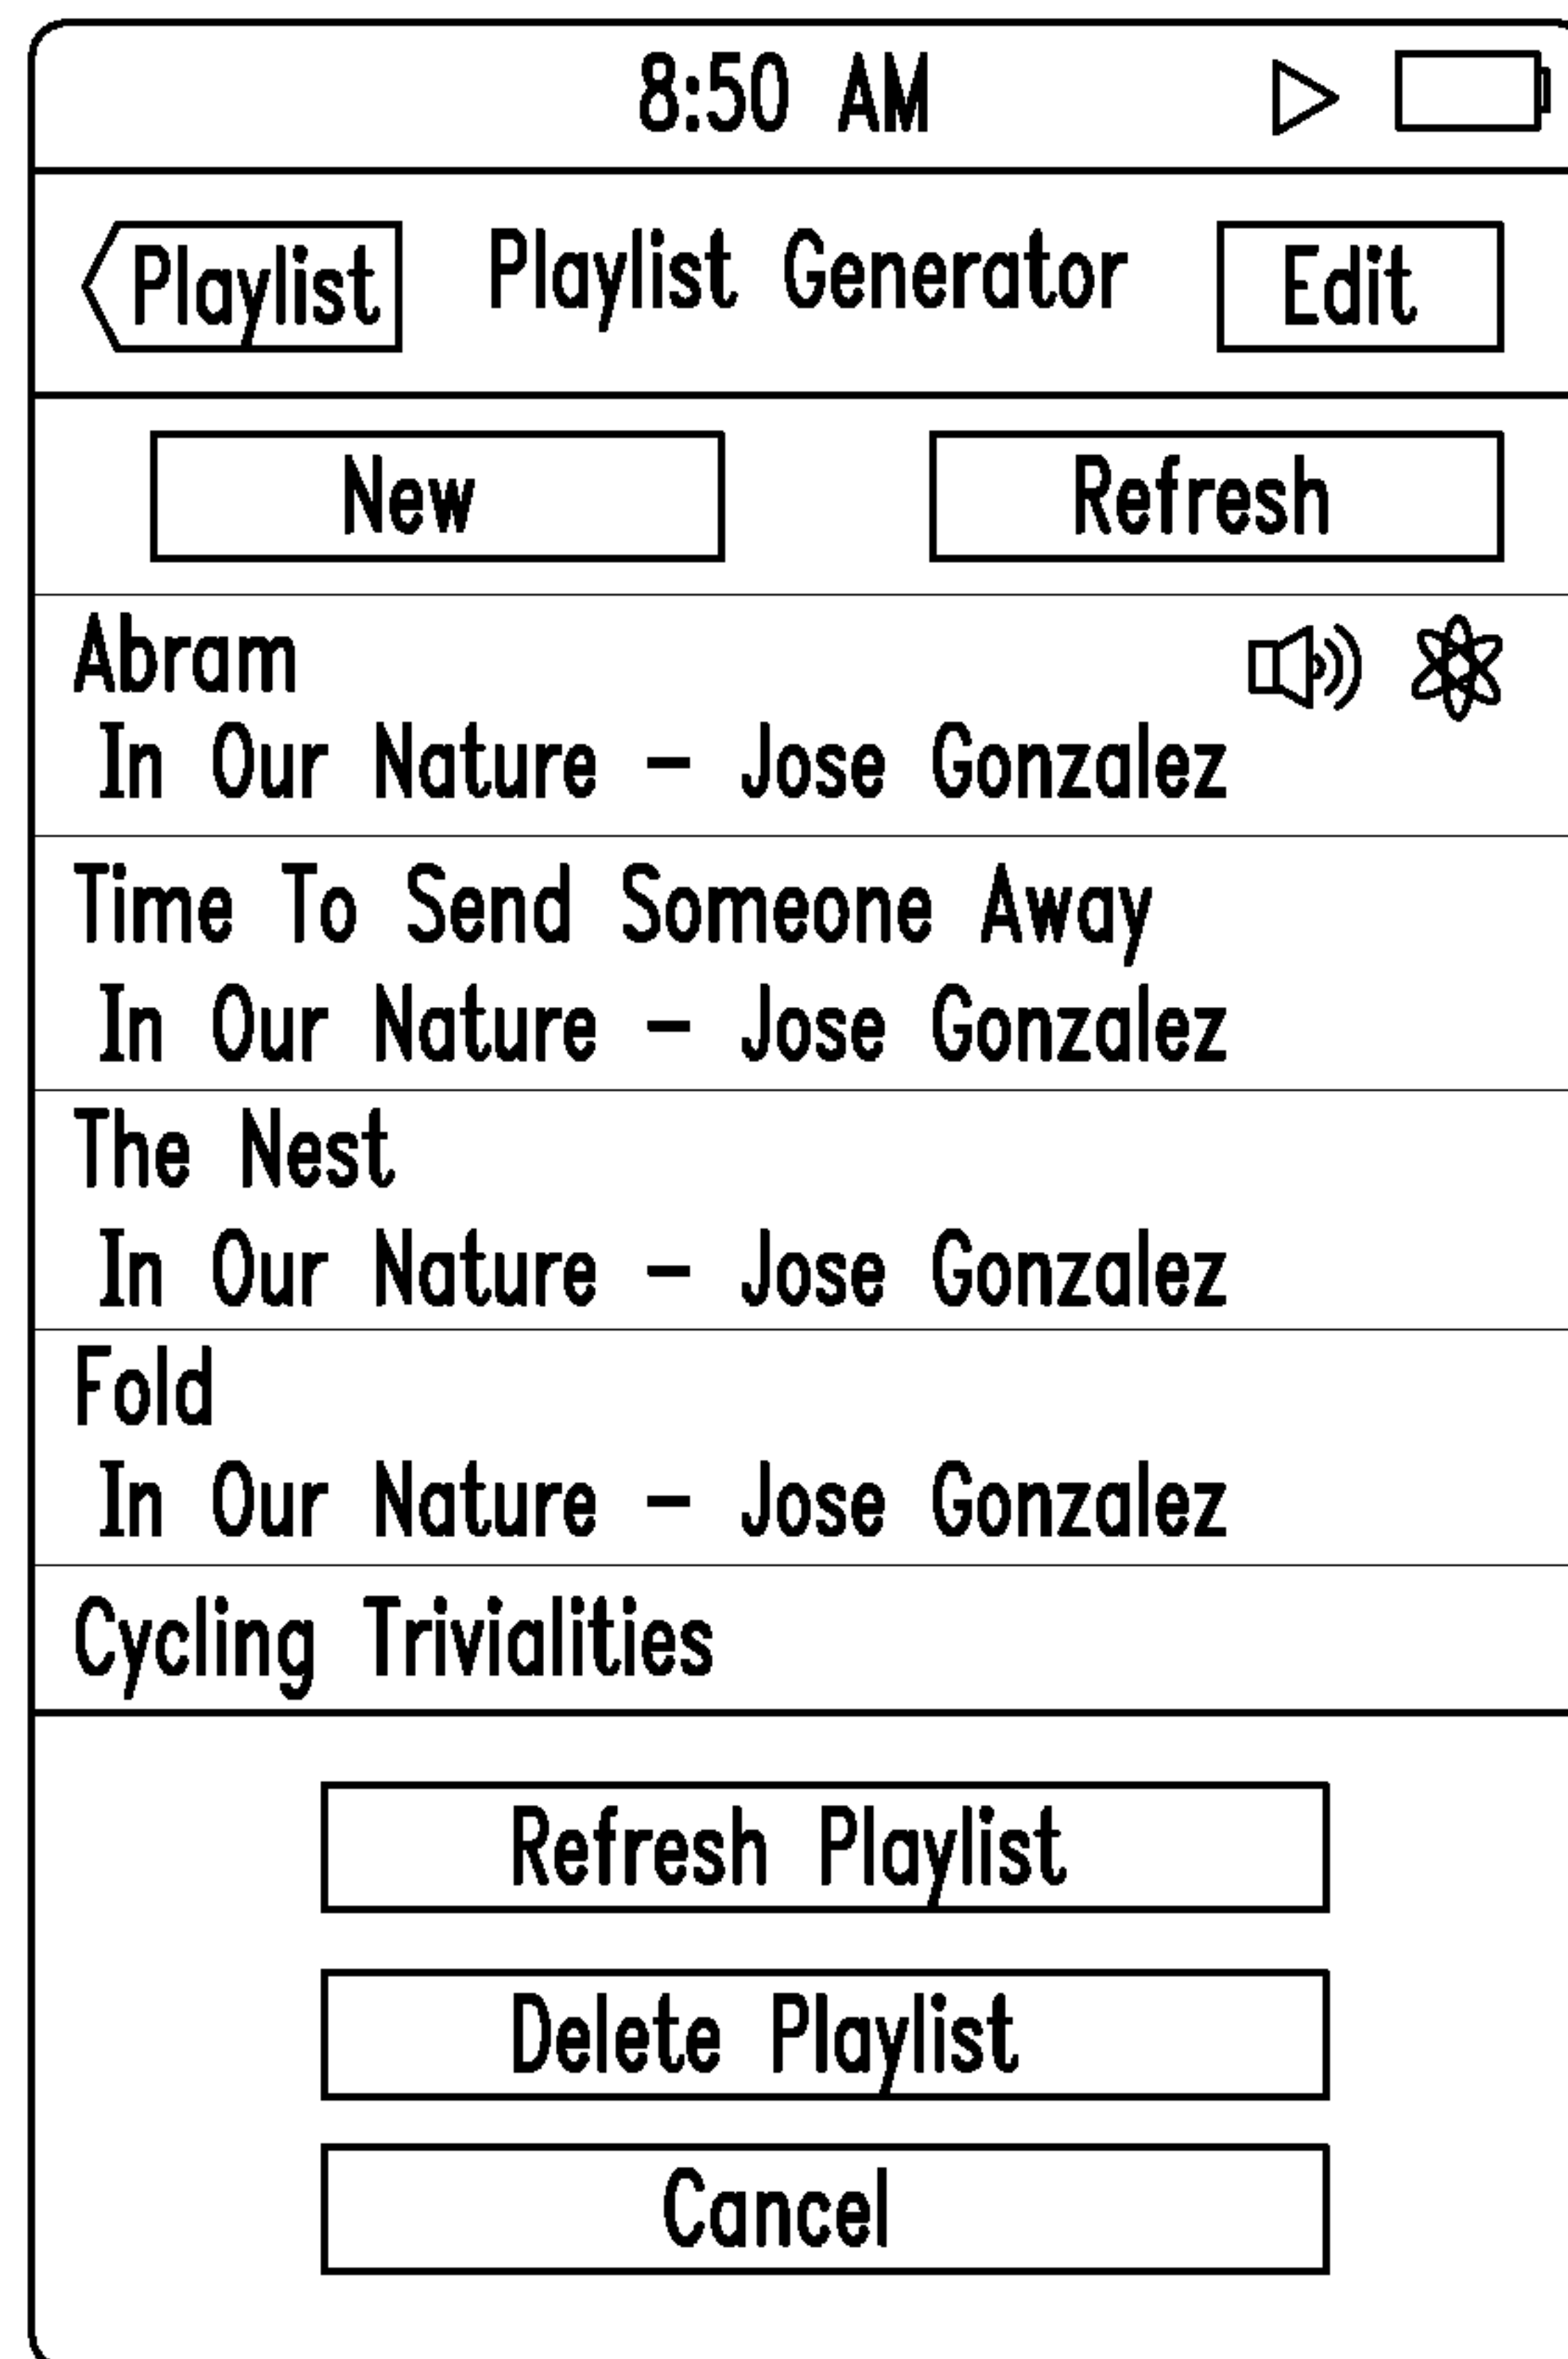 8:50 AM
Playlist Playlist Generator Edit
New Refresh
Abram
In Our Nature - Jose Gonzalez
Time To Send Someone Away
In Our Nature - Jose Gonzalez
The Nest
In Our Nature - Jose Gonzalez
Fold
In Our Nature - Jose Gonzalez
Cycling Trivialities
Refresh Playlist
Delete Playlist
Cancel